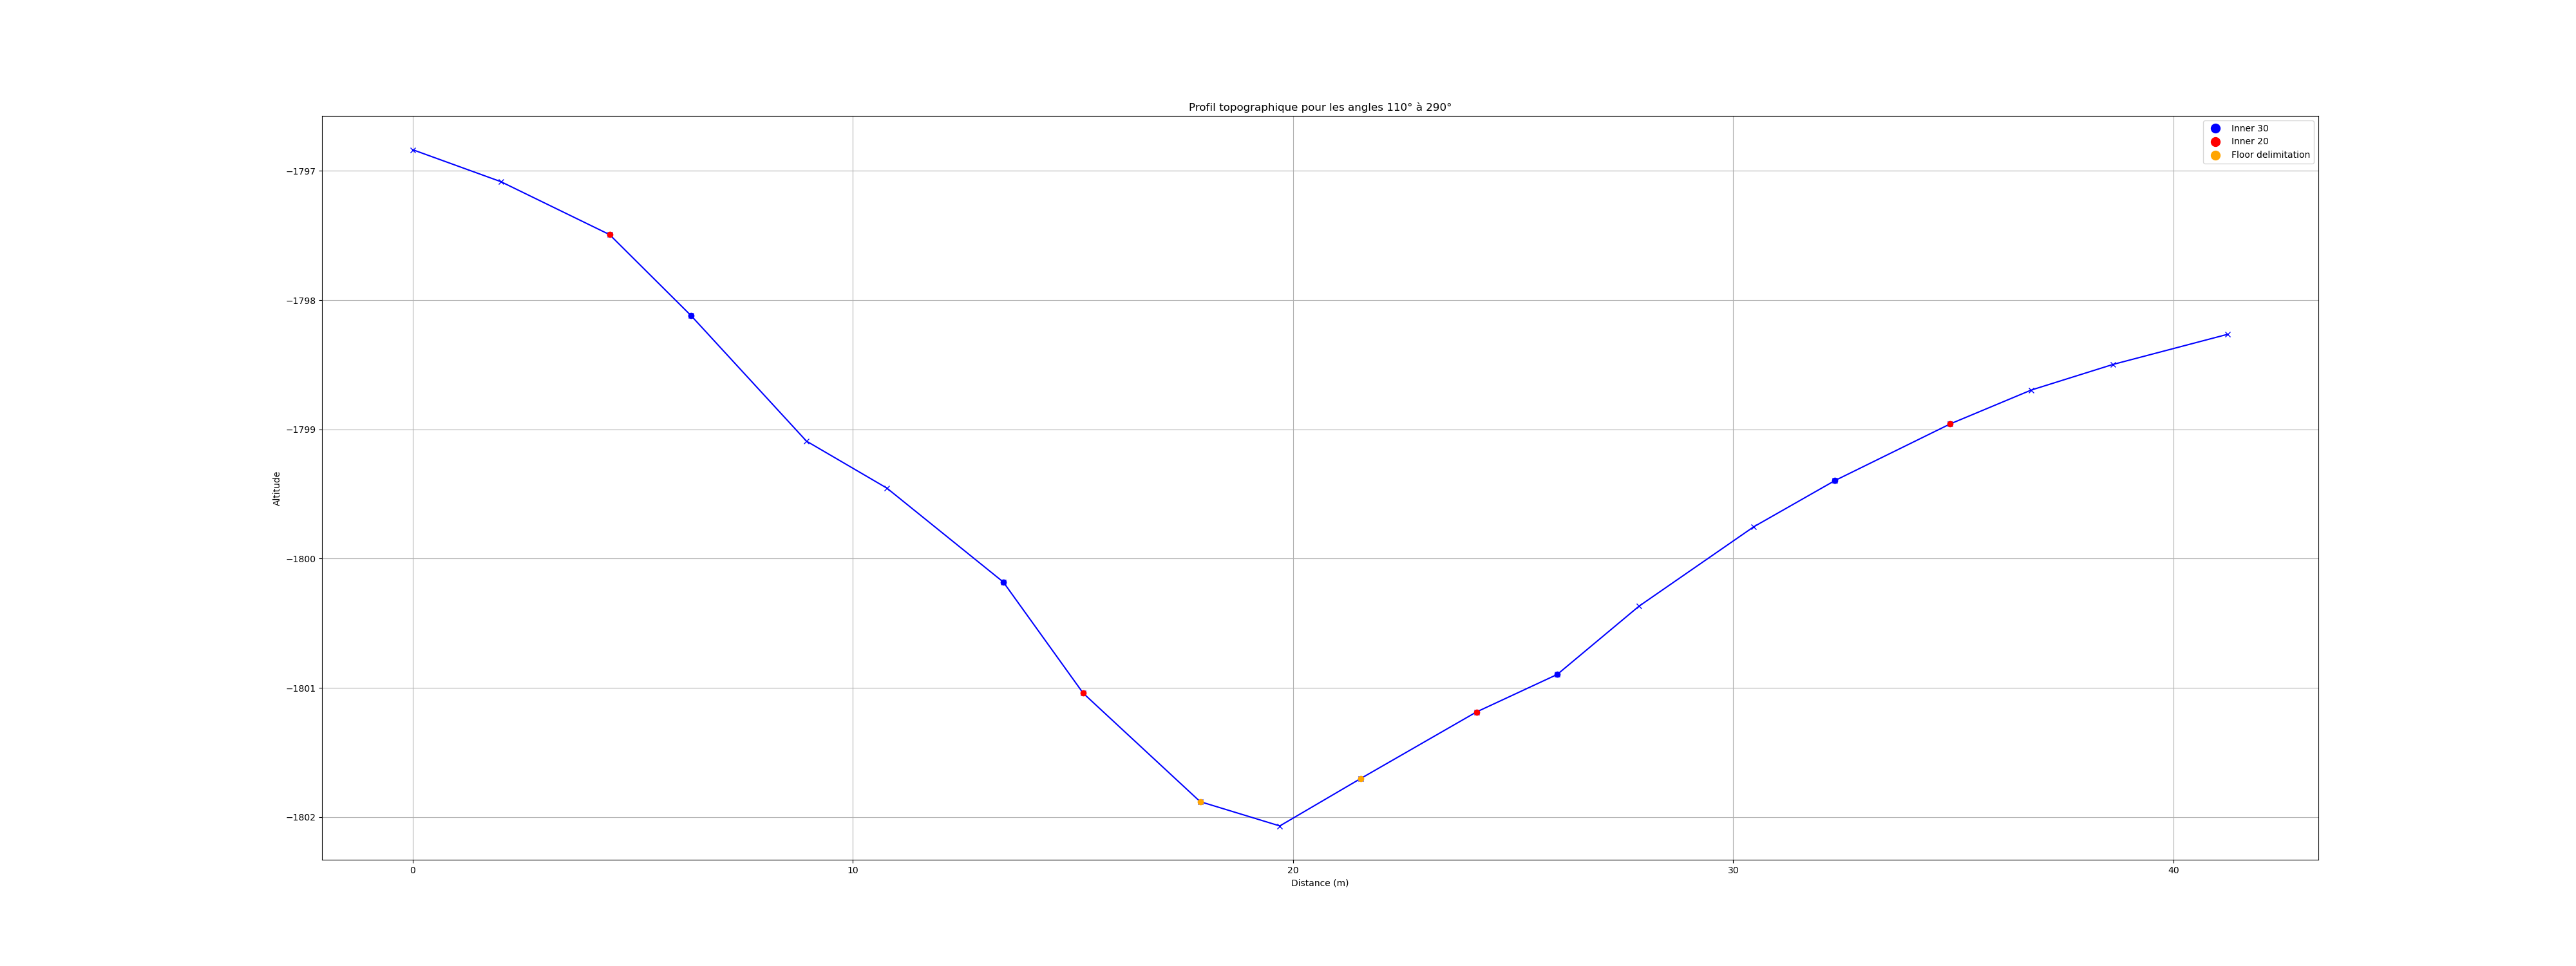 Profil topographique pour les angles 110° à 290°
Inner 30
Inner 20
Floor delimitation
−1797
−1798
−1799
−1800
−1801
−1802
Altitude
0 10 20 30 40
Distance (m)